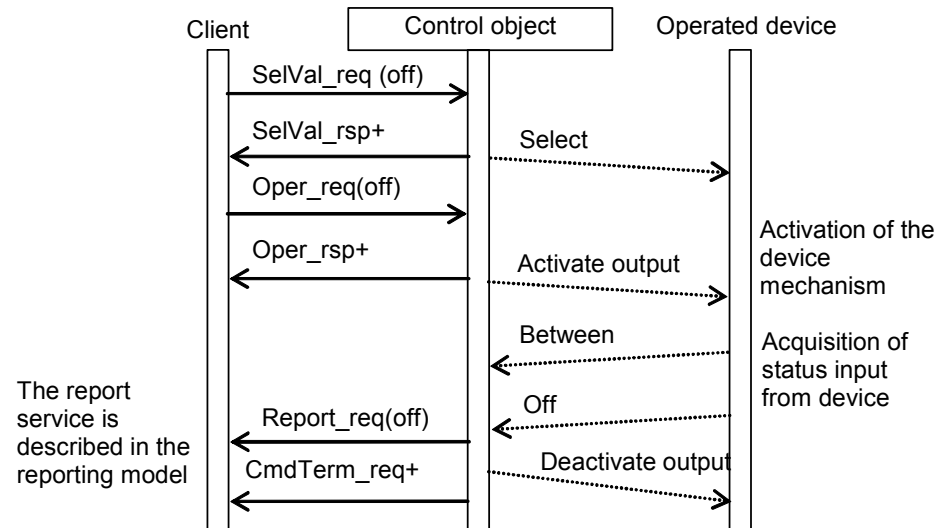 Client
Control object
Operated device
SelVal_req (off)
SelVal_rsp+
Select
Oper_req(off)
Oper_rsp+
Activate output
Activation of the
device
mechanism
Between
Acquisition of
status input
from device
Off
The report
service is
described in the
reporting model
Report_req(off)
CmdTerm_req+
Deactivate output